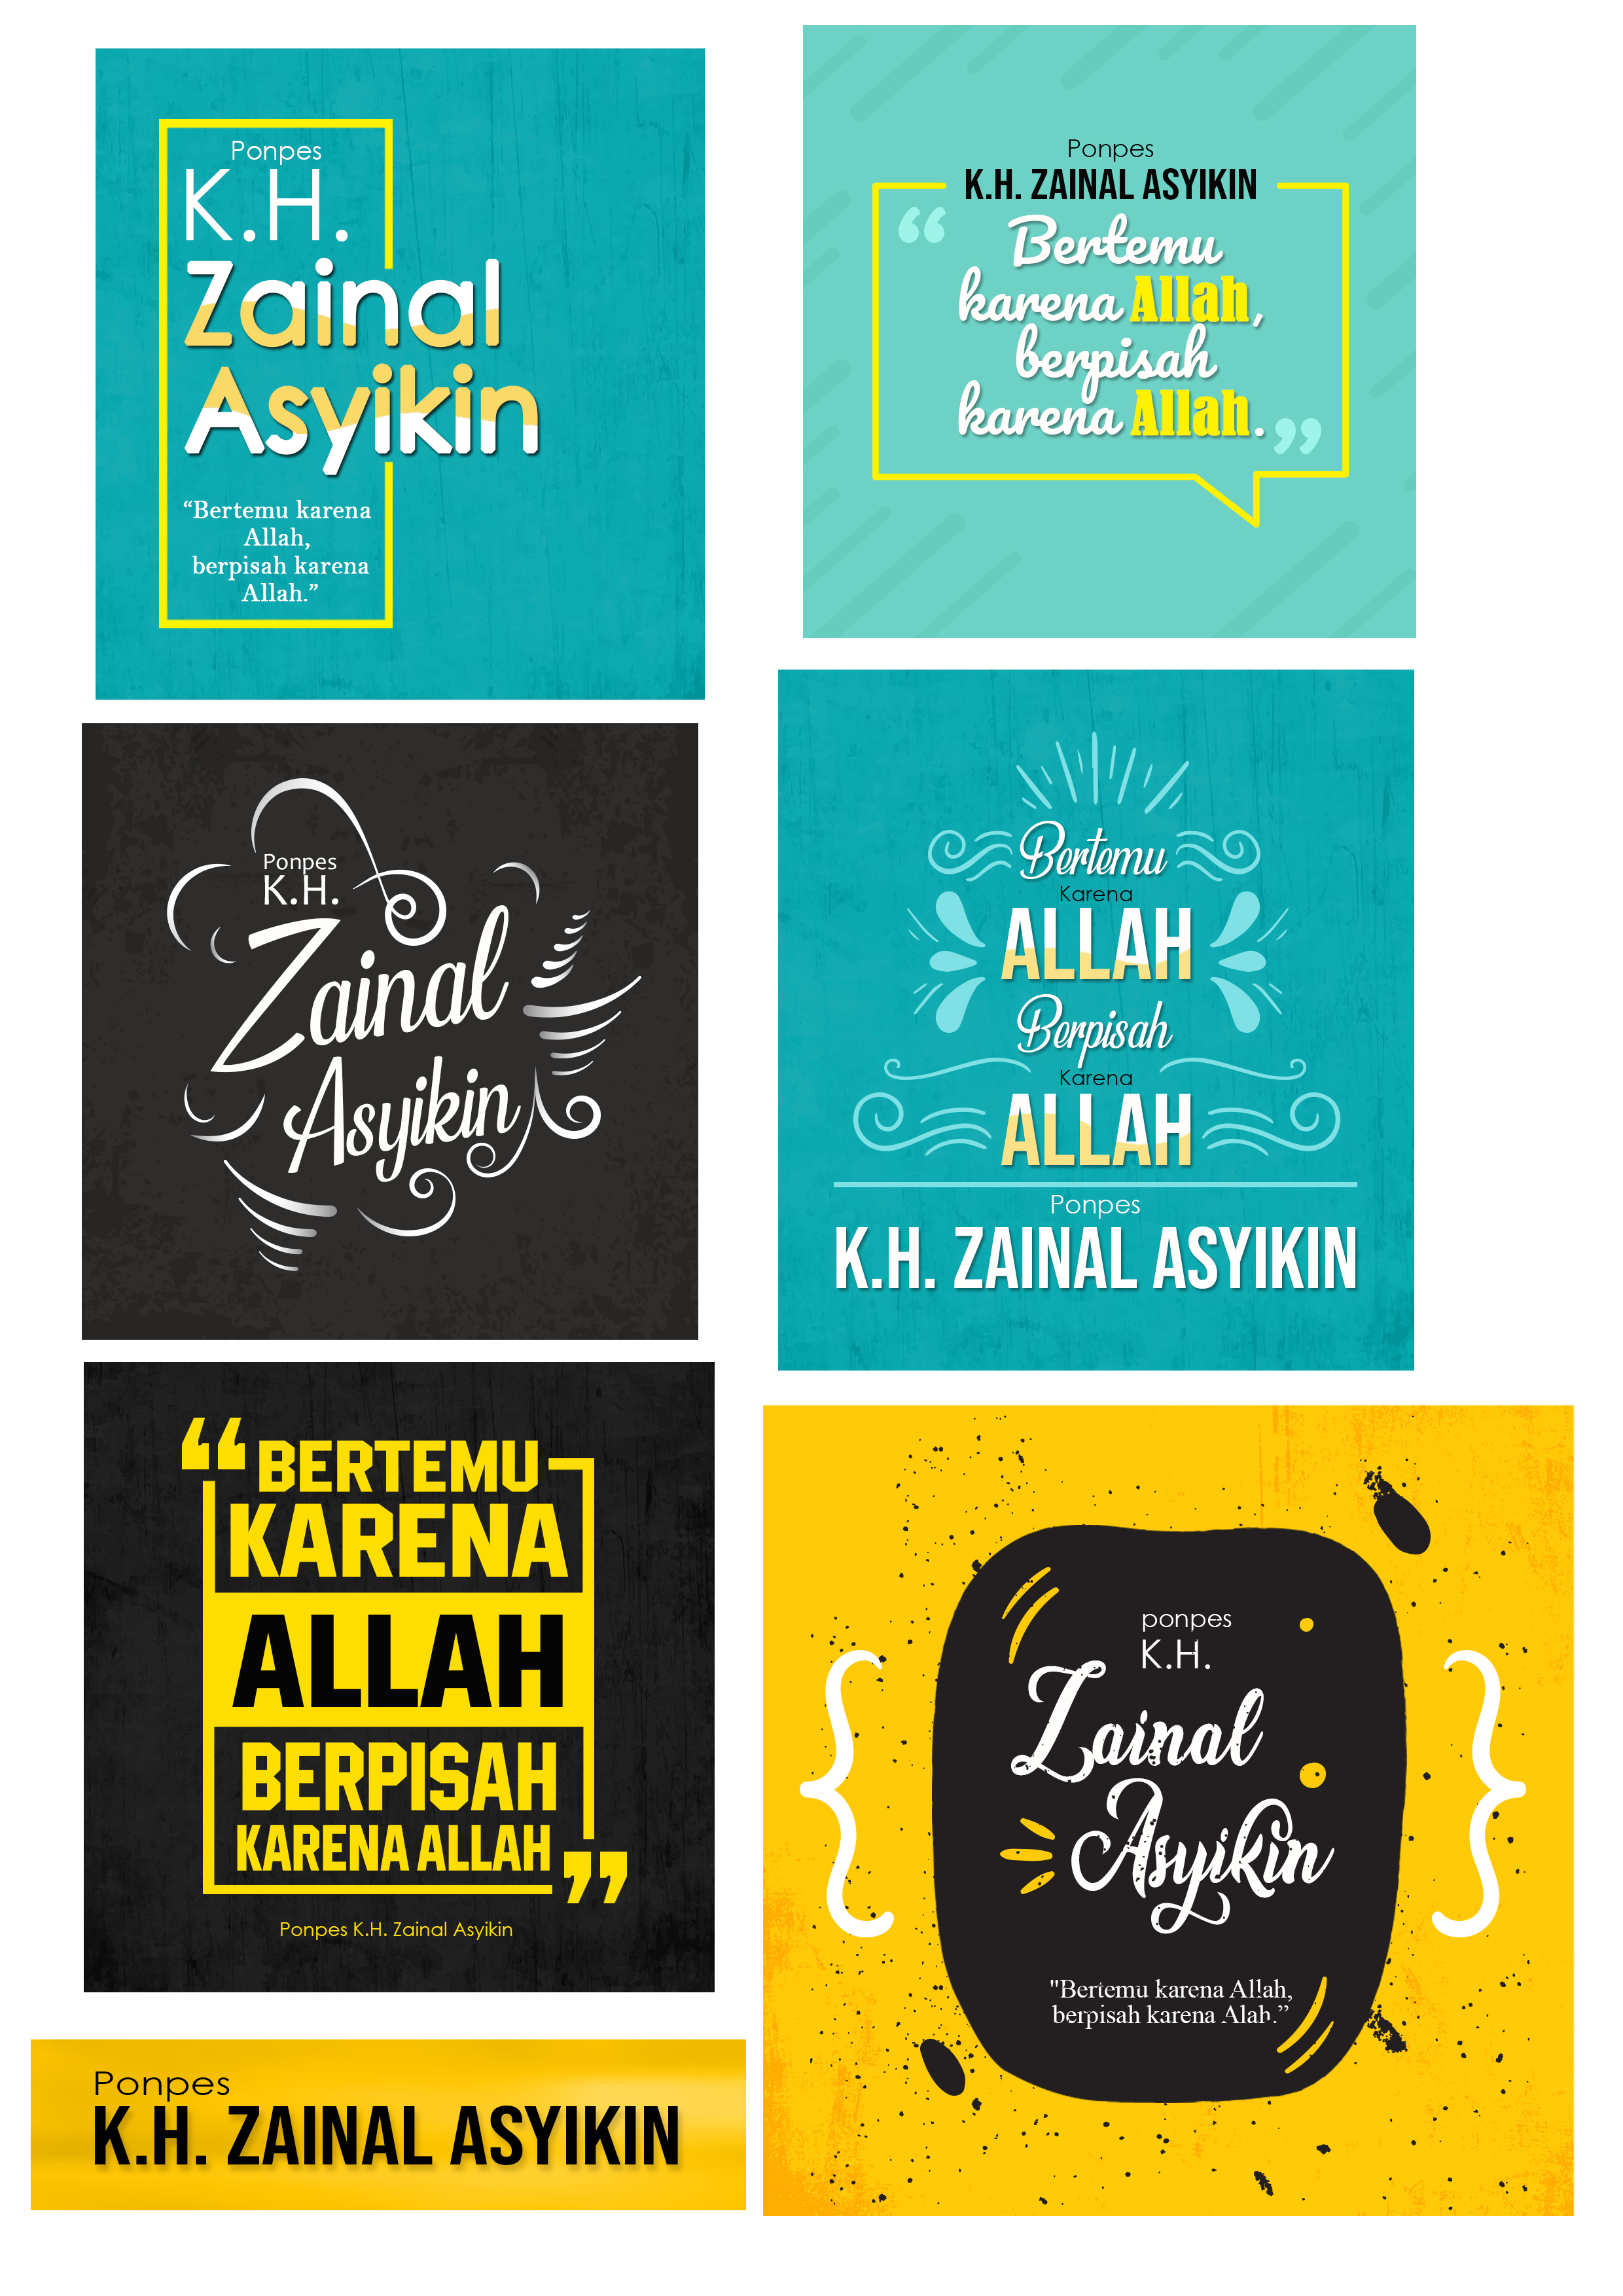 Ponpes
K.H.
Zainal
Asyikin
“Bertemu karena
Allah,
berpisah karena
Allah.”
Ponpes
K.H. ZAINAL ASYIKIN
“Bertemu
karena Allah,
berpisah
karena Allah.”
Ponpes
K.H.
Zainal
Asyikin
Bertemu
Karena
ALLAH
Berpisah
Karena
ALLAH
Ponpes
K.H. ZAINAL ASYIKIN
“BERTEMU
KARENA
ALLAH
BERPISAH
KARENA ALLAH”
Ponpes K.H. Zainal Asyikin
ponpes
K.H.
Zainal
Asyikin
"Bertemu karena Allah,
berpisah karena Alah.”
Ponpes
K.H. ZAINAL ASYIKIN